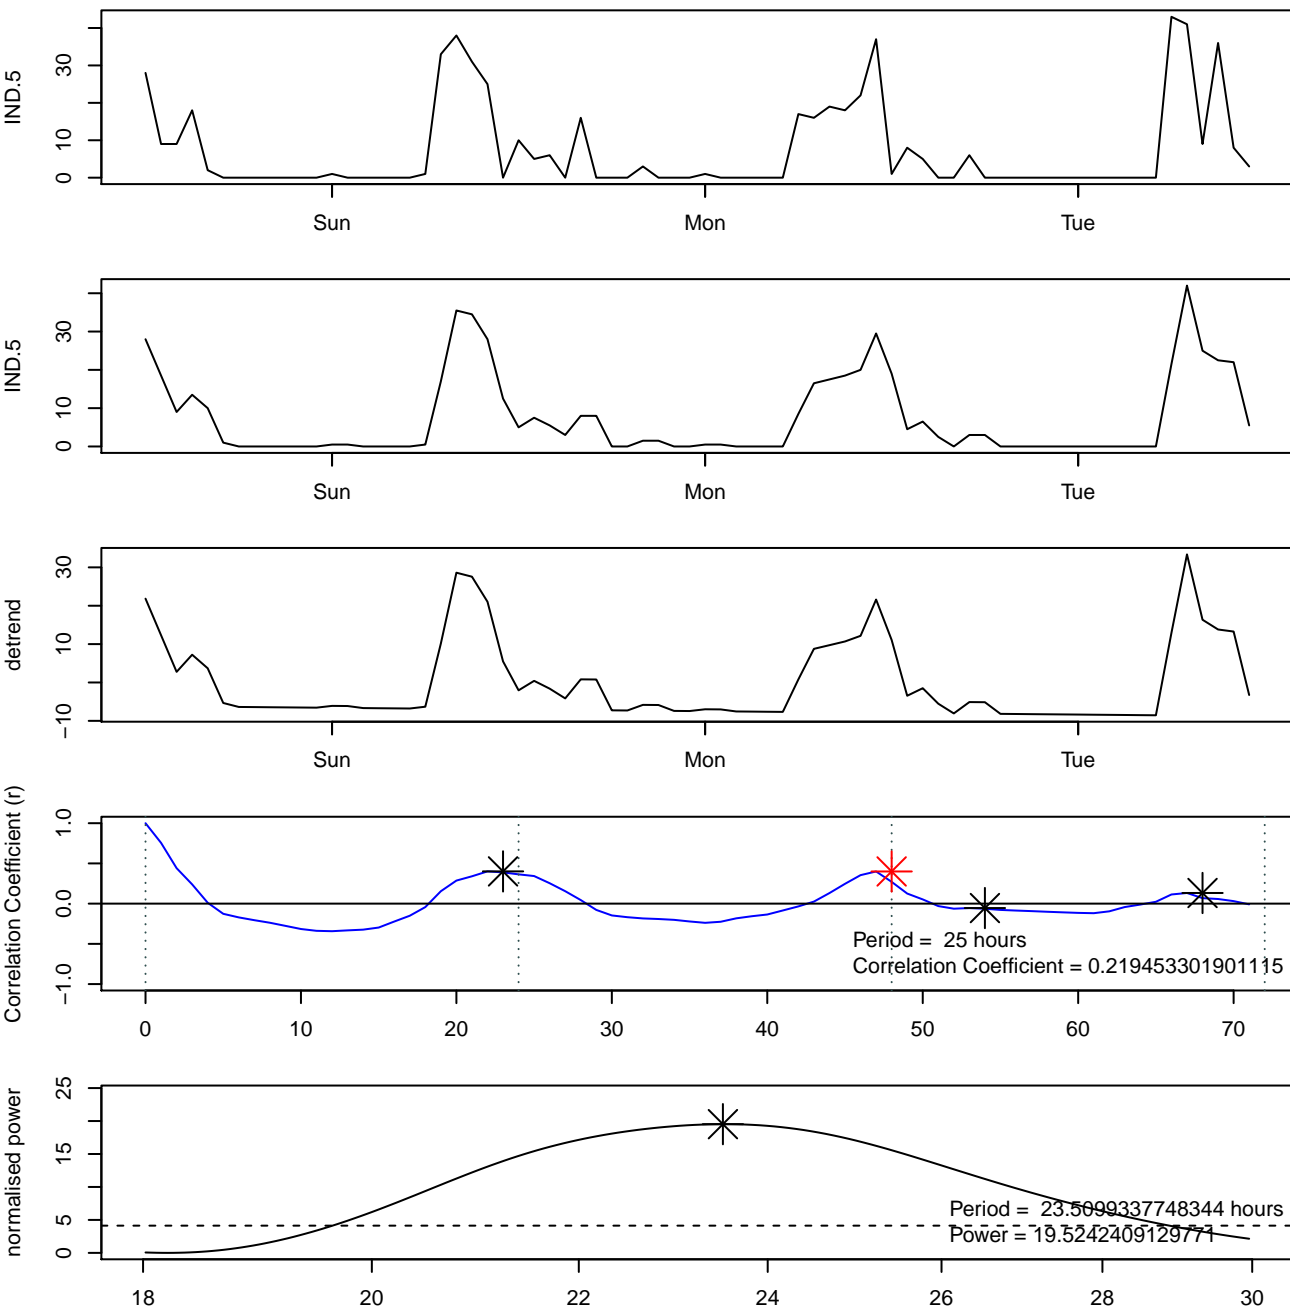 IND.5
0 10 30
Sun Mon Tue
IND.5
0 10 30
Sun Mon Tue
detrend
−10 10 30
Sun Mon Tue
Correlation Coefficient (r)
−1.0 0.0 1.0
Period = 25 hours
Correlation Coefficient = 0.219453301901115
0 10 20 30 40 50 60 70
normalised power
0 5 15 25
Period = 23.5099337748344 hours
Power = 19.5242409129771
18 20 22 24 26 28 30